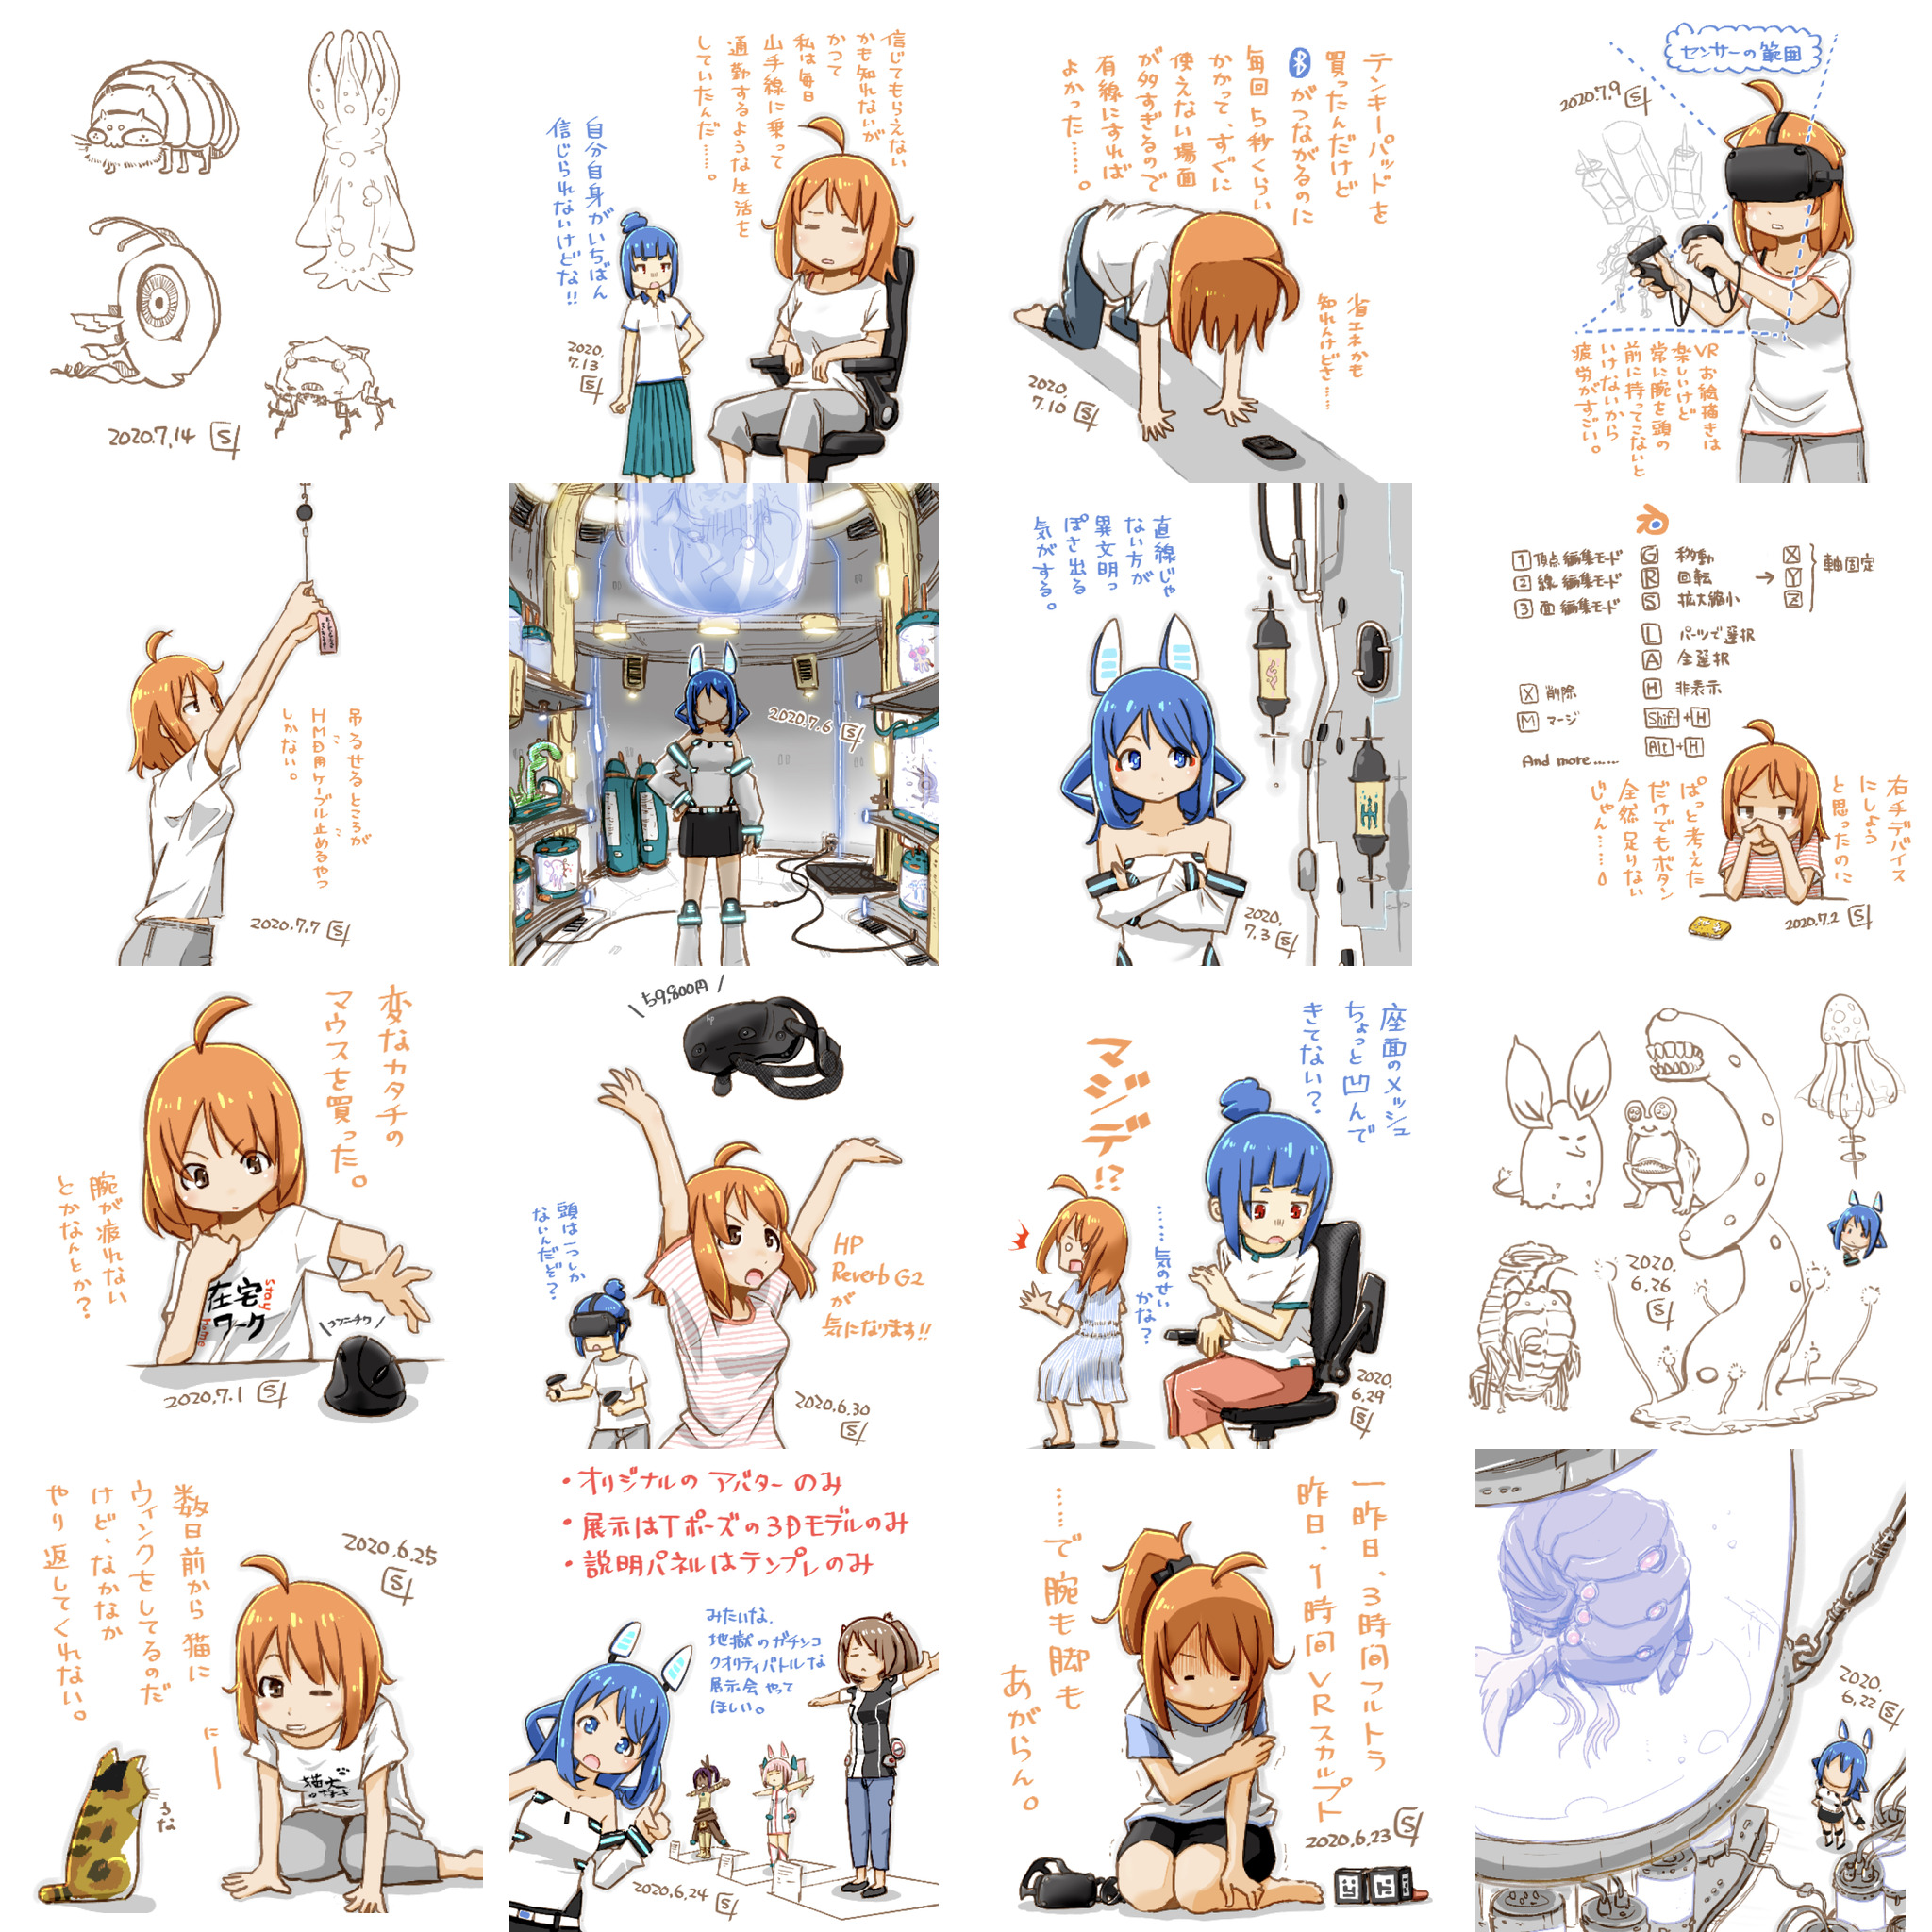 2020.7.14
信じてもらえない
かも知れないが
かつて
私は毎日
山手線に乗って
通勤するような生活を
していたんだ……。
自分自身がいちばん
信じられないけどな!!
2020.
7.13
テンキーパッドを
買ったんだけど
がつながるのに
毎回5秒くらい
かかって、すぐに
使えない場面
が多すぎるので
有線にすれば
よかった……。
省エネかも
知れんけどさ……
2020.
7.10
センサーの範囲
2020.7.9
VRお絵描きは
楽しいけど
常に腕を頭の
前に持ってこないと
いけないから
疲労がすごい。
吊るせるところが
HMD用ケーブル止めるやつ
しかない。
2020.7.7
2020.7.6
直線じゃ
ない方が
異文明っ
ぽさ出る
気がする。
2020.
7.3
1 頂点編集モード
2 線編集モード
3 面編集モード
G 移動
R 回転
S 拡大縮小
→
X
Y
Z
軸固定
L パーツで選択
A 全選択
H 非表示
Shift+H
Alt+H
X 削除
M マージ
And more……
右手デバイス
にしよう
と思ったのに
ぱっと考えた
だけでもボタン
全然足りない
じゃん……。
2020.7.2
変なカタチの
マウスを買った。
腕が疲れない
とかなんとか?
在宅
ワーク
Stay
Home
コンニチワ
2020.7.1
59,800円
HP
Reverb G2
が
気になります!!
頭は一つしか
ないんだぞ?
2020.6.30
座面のメッシュ
ちょっと凹んで
きてない?
マジデ!?
……気のせい
かな?
2020.
6.29
2020.
6.26
数日前から猫に
ウィンクをしてるのだ
けど、なかなか
やり返してくれない。
2020.6.25
にー
うな
・オリジナルのアバターのみ
・展示はTポーズの3Dモデルのみ
・説明パネルはテンプレのみ
みたいな、
地獄のガチンコ
クオリティバトルな
展示会やって
ほしい。
2020.6.24
一昨日、3時間フルトラ
昨日、1時間VRスカルプト
……で腕も脚も
あがらん。
2020.6.23
2020.
6.22